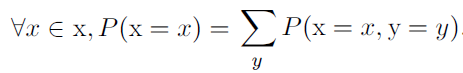 ∀x ∈ x, P(x = x) = ∑_y P(x = x, y = y).